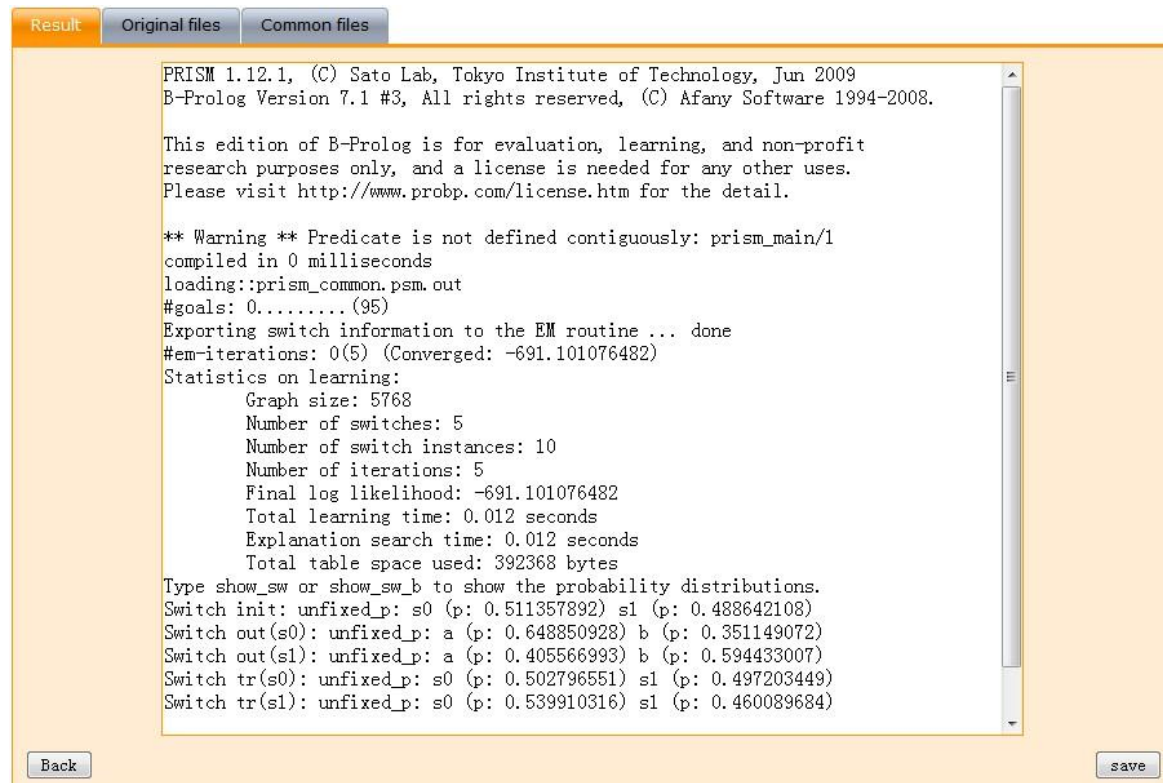 Result Original files Common files
PRISM 1.12.1, (C) Sato Lab, Tokyo Institute of Technology, Jun 2009
B-Prolog Version 7.1 #3, All rights reserved, (C) Afany Software 1994-2008.
This edition of B-Prolog is for evaluation, learning, and non-profit
research purposes only, and a license is needed for any other uses.
Please visit http://www.probp.com/license.htm for the detail.
** Warning ** Predicate is not defined contiguously: prism_main/1
compiled in 0 milliseconds
loading::prism_common.psm.out
#goals: 0.........(95)
Exporting switch information to the EM routine ... done
#em-iterations: 0(5) (Converged: -691.101076482)
Statistics on learning:
Graph size: 5768
Number of switches: 5
Number of switch instances: 10
Number of iterations: 5
Final log likelihood: -691.101076482
Total learning time: 0.012 seconds
Explanation search time: 0.012 seconds
Total table space used: 392368 bytes
Type show_sw or show_sw_b to show the probability distributions.
Switch init: unfixed_p: s0 (p: 0.511357892) s1 (p: 0.488642108)
Switch out(s0): unfixed_p: a (p: 0.648850928) b (p: 0.351149072)
Switch out(s1): unfixed_p: a (p: 0.405566993) b (p: 0.594433007)
Switch tr(s0): unfixed_p: s0 (p: 0.502796551) s1 (p: 0.497203449)
Switch tr(s1): unfixed_p: s0 (p: 0.539910316) s1 (p: 0.460089684)
Back save